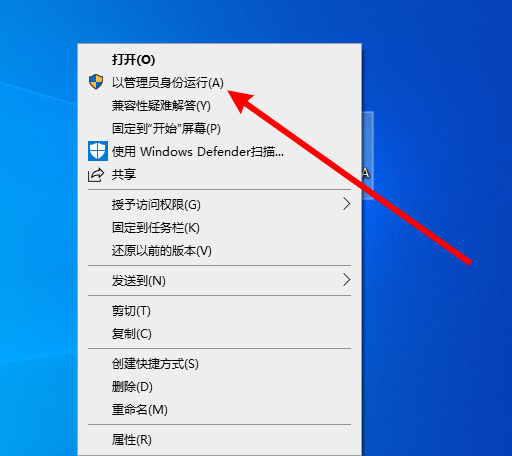 打开(O)
以管理员身份运行(A)
兼容性疑难解答(Y)
固定到"开始"屏幕(P)
使用 Windows Defender扫描...
共享
A
授予访问权限(G)
固定到任务栏(K)
还原以前的版本(V)
发送到(N)
剪切(T)
复制(C)
创建快捷方式(S)
删除(D)
重命名(M)
属性(R)